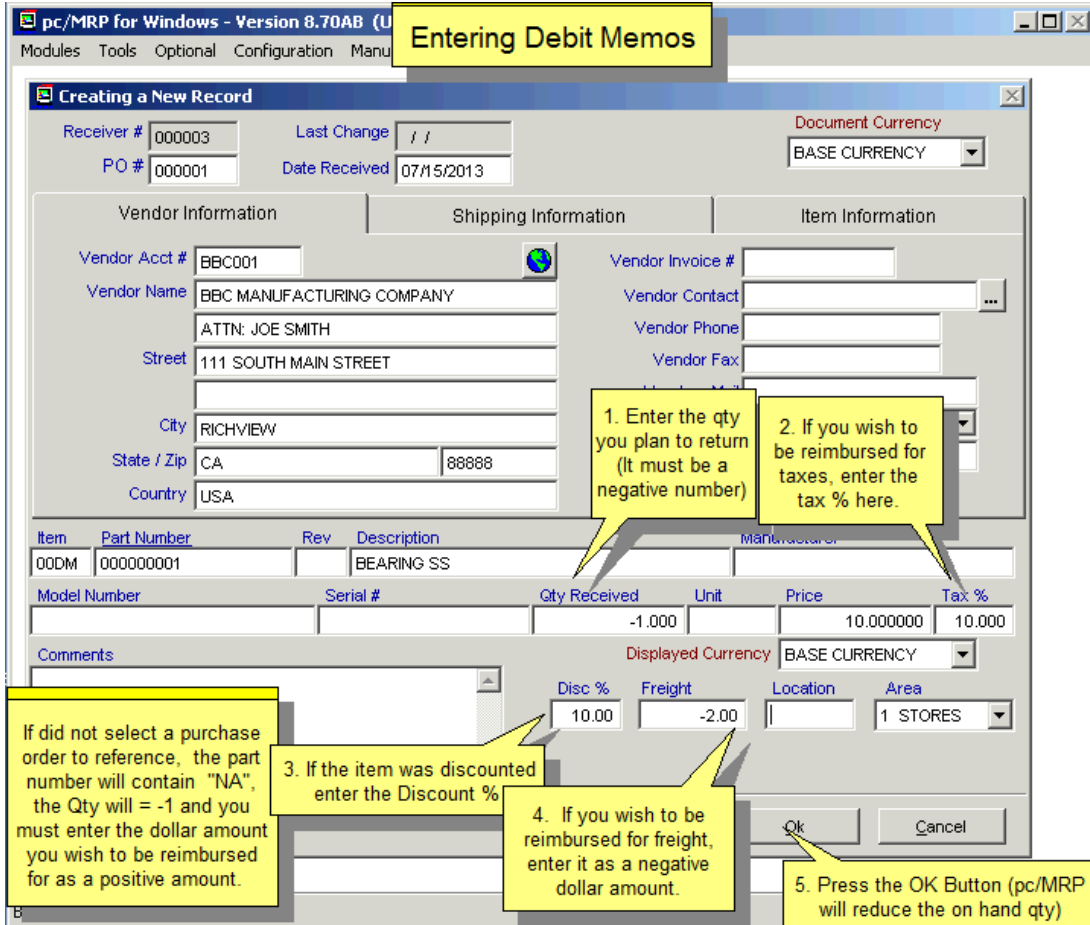 pc/MRP for Windows - Version 8.70AB (U
Entering Debit Memos
Modules Tools Optional Configuration Manu
Creating a New Record
Receiver # 000003 Last Change / / Document Currency
BASE CURRENCY
PO # 000001 Date Received 07/15/2013
Vendor Information Shipping Information Item Information
Vendor Acct # BBC001 Vendor Invoice #
Vendor Name BBC MANUFACTURING COMPANY Vendor Contact ...
ATTN: JOE SMITH Vendor Phone
Street 111 SOUTH MAIN STREET Vendor Fax
City RICHVIEW
State / Zip CA 88888
Country USA
1. Enter the qty
you plan to return
(It must be a
negative number)
2. If you wish to
be reimbursed for
taxes, enter the
tax % here.
Item Part Number Rev Description Manufacturer
00DM 000000001 BEARING SS
Model Number Serial # Qty Received Unit Price Tax %
-1.000 10.000000 10.000
Comments Displayed Currency BASE CURRENCY
Disc % Freight Location Area
10.00 -2.00 1 STORES
If did not select a purchase
order to reference, the part
number will contain "NA",
the Qty will = -1 and you
must enter the dollar amount
you wish to be reimbursed
for as a positive amount.
3. If the item was discounted
enter the Discount %
4. If you wish to be
reimbursed for freight,
enter it as a negative
dollar amount.
Ok Cancel
5. Press the OK Button (pc/MRP
will reduce the on hand qty)